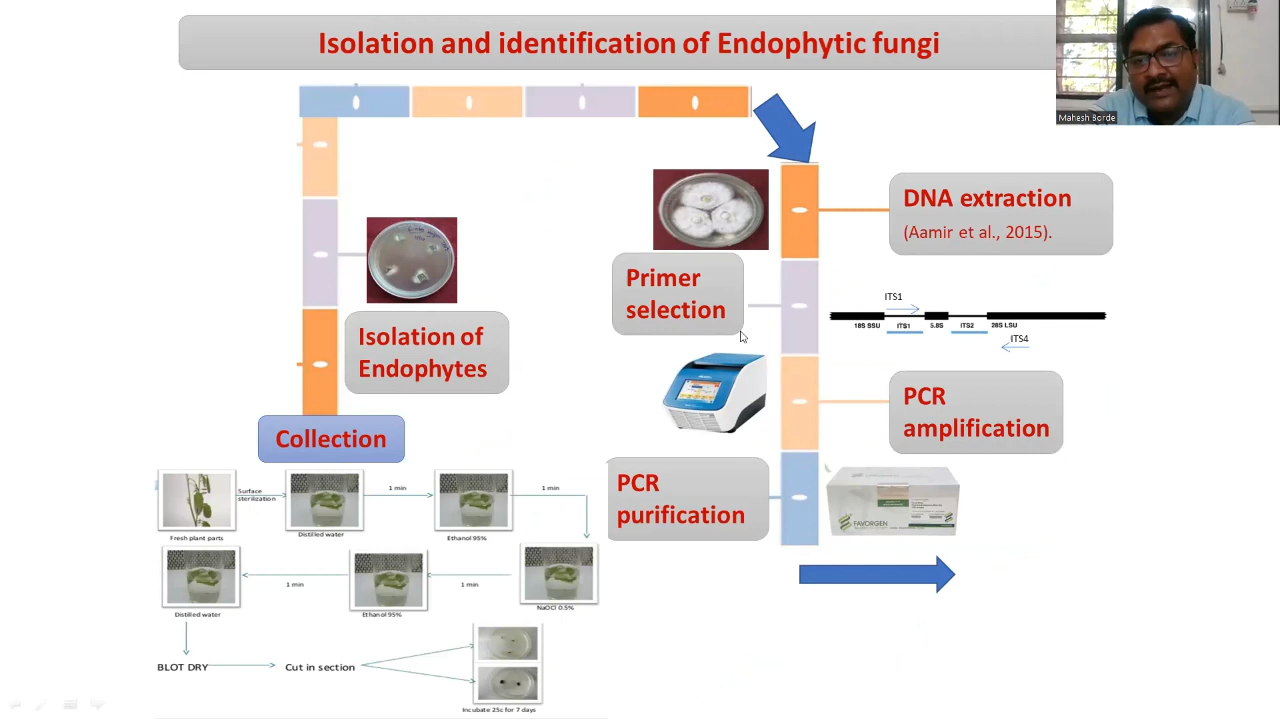 Isolation and identification of Endophytic fungi
Mahesh Borde
DNA extraction
(Aamir et al., 2015).
Primer
selection
ITS1
18S SSU
ITS1
5.8S
ITS2
28S LSU
ITS4
Isolation of
Endophytes
PCR
amplification
Collection
PCR
purification
FAVORGEN
Surface
sterilization
1 min
1 min
Fresh plant parts
Distilled water
Ethanol 95%
1 min
1 min
Distilled water
Ethanol 95%
NaOCl 0.5%
BLOT DRY
Cut in section
Incubate 25c for 7 days